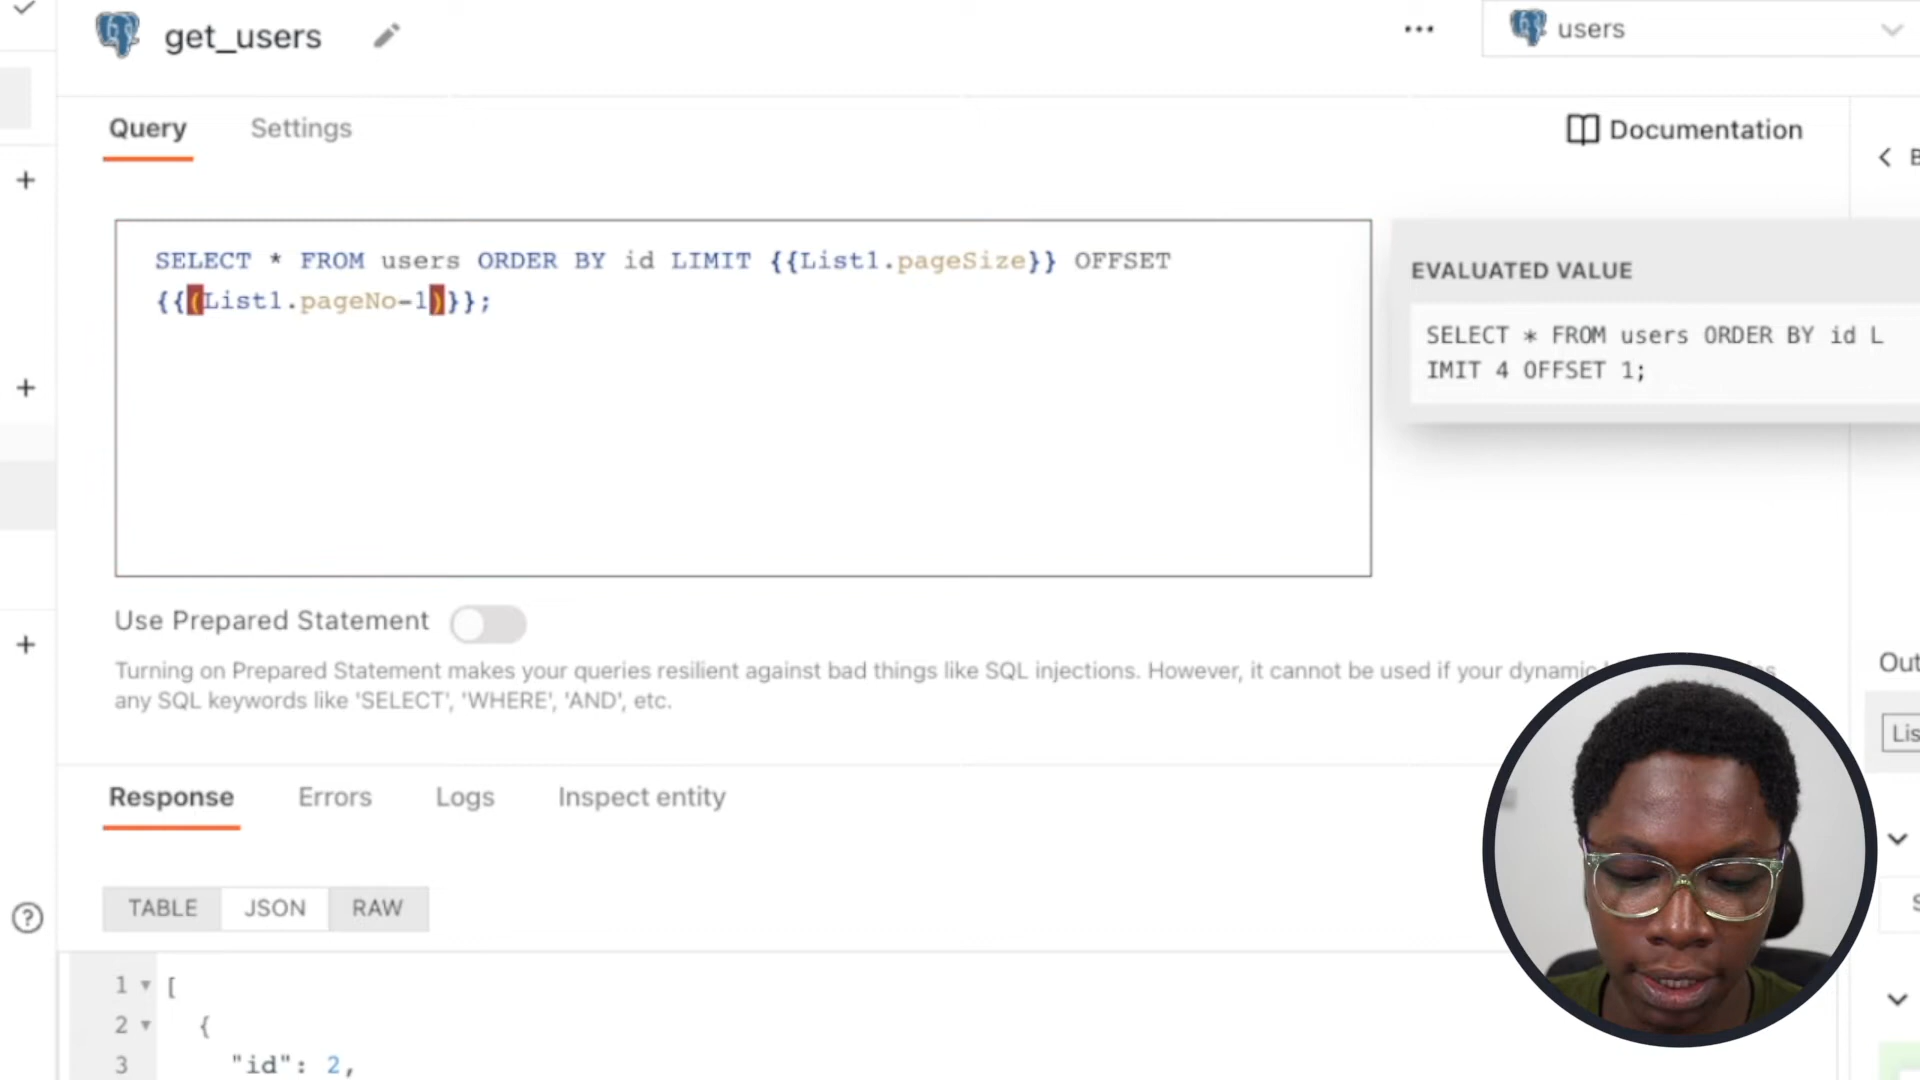 get_users
users
Query
Settings
Documentation
SELECT * FROM users ORDER BY id LIMIT {{List1.pageSize}} OFFSET
{{(List1.pageNo-1)}};
EVALUATED VALUE
SELECT * FROM users ORDER BY id L
IMIT 4 OFFSET 1;
Use Prepared Statement
Turning on Prepared Statement makes your queries resilient against bad things like SQL injections. However, it cannot be used if your dynamic
any SQL keywords like 'SELECT', 'WHERE', 'AND', etc.
Out
Lis
Response
Errors
Logs
Inspect entity
TABLE
JSON
RAW
1 [
2 {
3 "id": 2,